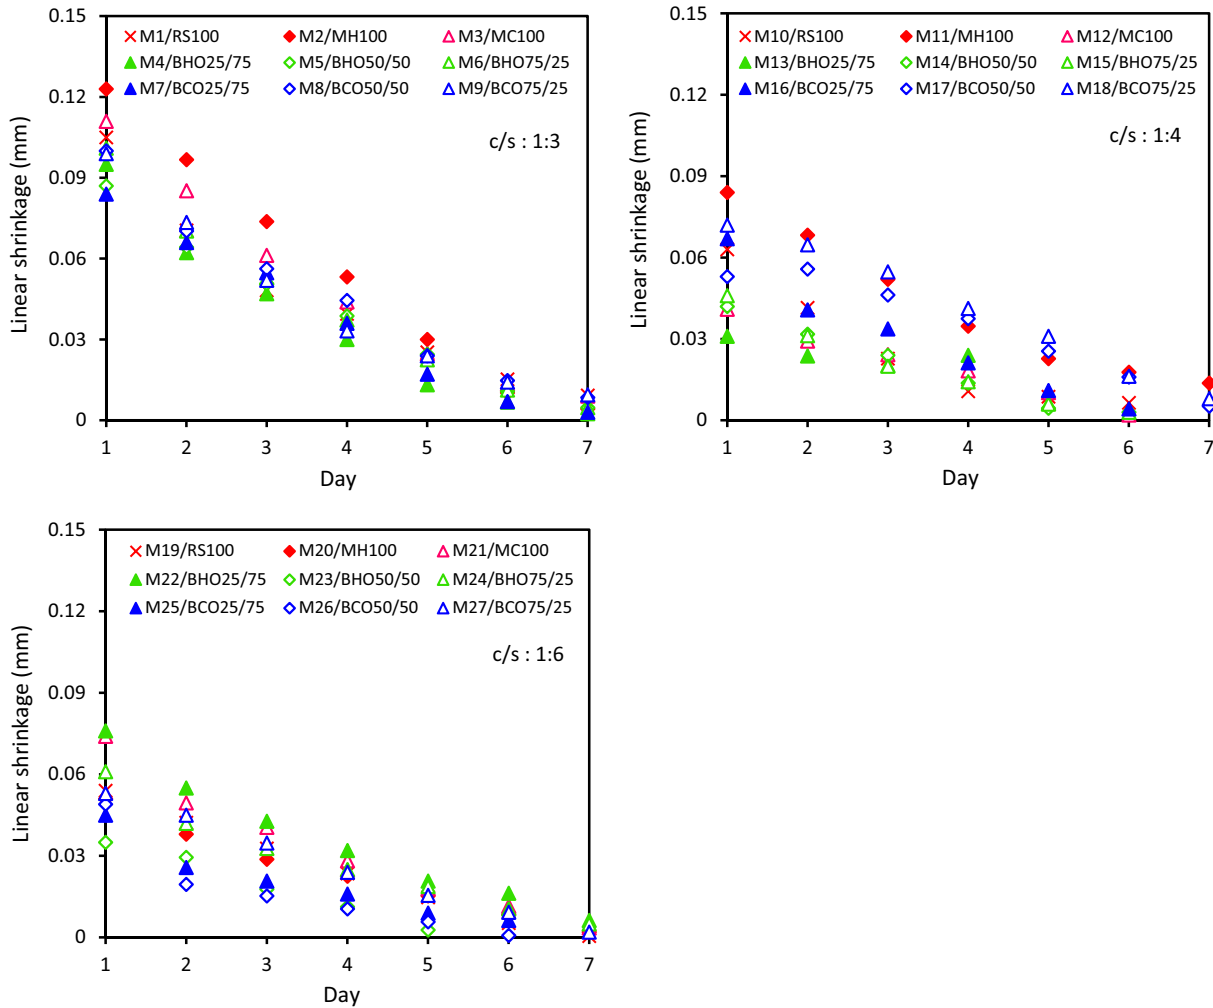 0.15
0.12
0.09
0.06
0.03
0
Linear shrinkage (mm)
M1/RS100 M2/MH100 M3/MC100
M4/BHO25/75 M5/BHO50/50 M6/BHO75/25
M7/BCO25/75 M8/BCO50/50 M9/BCO75/25
c/s : 1:3
1 2 3 4 5 6 7
Day
0.15
0.12
0.09
0.06
0.03
0
Linear shrinkage (mm)
M10/RS100 M11/MH100 M12/MC100
M13/BHO25/75 M14/BHO50/50 M15/BHO75/25
M16/BCO25/75 M17/BCO50/50 M18/BCO75/25
c/s : 1:4
1 2 3 4 5 6 7
Day
0.15
0.12
0.09
0.06
0.03
0
Linear shrinkage (mm)
M19/RS100 M20/MH100 M21/MC100
M22/BHO25/75 M23/BHO50/50 M24/BHO75/25
M25/BCO25/75 M26/BCO50/50 M27/BCO75/25
c/s : 1:6
1 2 3 4 5 6 7
Day